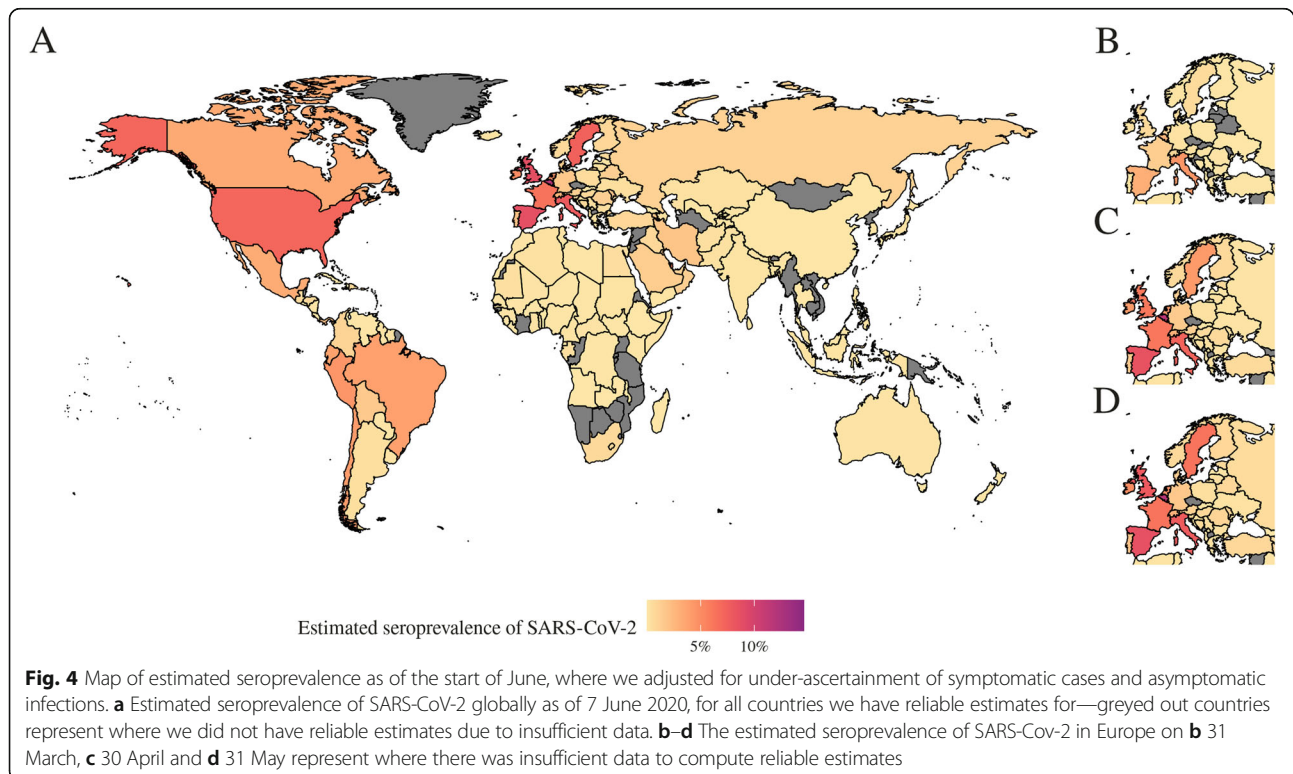 A
B
C
D
Estimated seroprevalence of SARS-CoV-2
5% 10%
Fig. 4 Map of estimated seroprevalence as of the start of June, where we adjusted for under-ascertainment of symptomatic cases and asymptomatic
infections. a Estimated seroprevalence of SARS-CoV-2 globally as of 7 June 2020, for all countries we have reliable estimates for—greyed out countries
represent where we did not have reliable estimates due to insufficient data. b–d The estimated seroprevalence of SARS-Cov-2 in Europe on b 31
March, c 30 April and d 31 May represent where there was insufficient data to compute reliable estimates